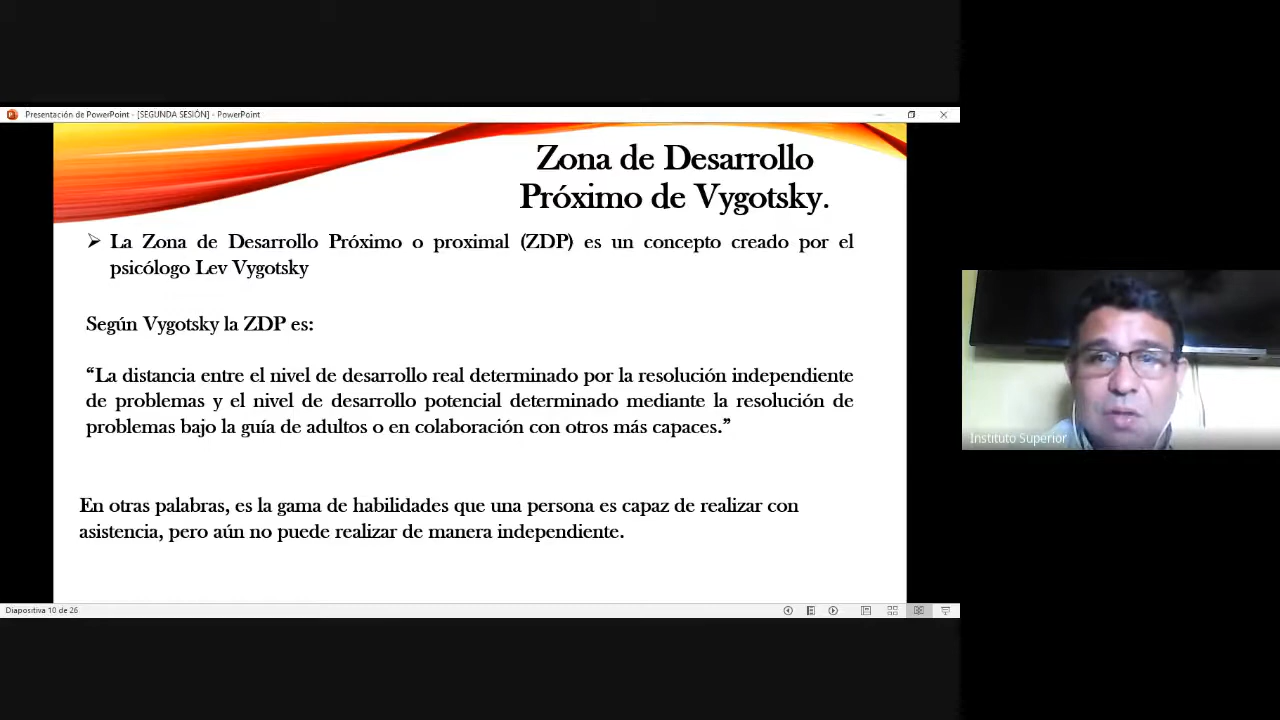 Presentación de PowerPoint - [SEGUNDA SESIÓN] - PowerPoint
Zona de Desarrollo
Próximo de Vygotsky.
➢ La Zona de Desarrollo Próximo o proximal (ZDP) es un concepto creado por el
psicólogo Lev Vygotsky
Según Vygotsky la ZDP es:
“La distancia entre el nivel de desarrollo real determinado por la resolución independiente
de problemas y el nivel de desarrollo potencial determinado mediante la resolución de
problemas bajo la guía de adultos o en colaboración con otros más capaces.”
En otras palabras, es la gama de habilidades que una persona es capaz de realizar con
asistencia, pero aún no puede realizar de manera independiente.
Diapositiva 10 de 26
Instituto Superior